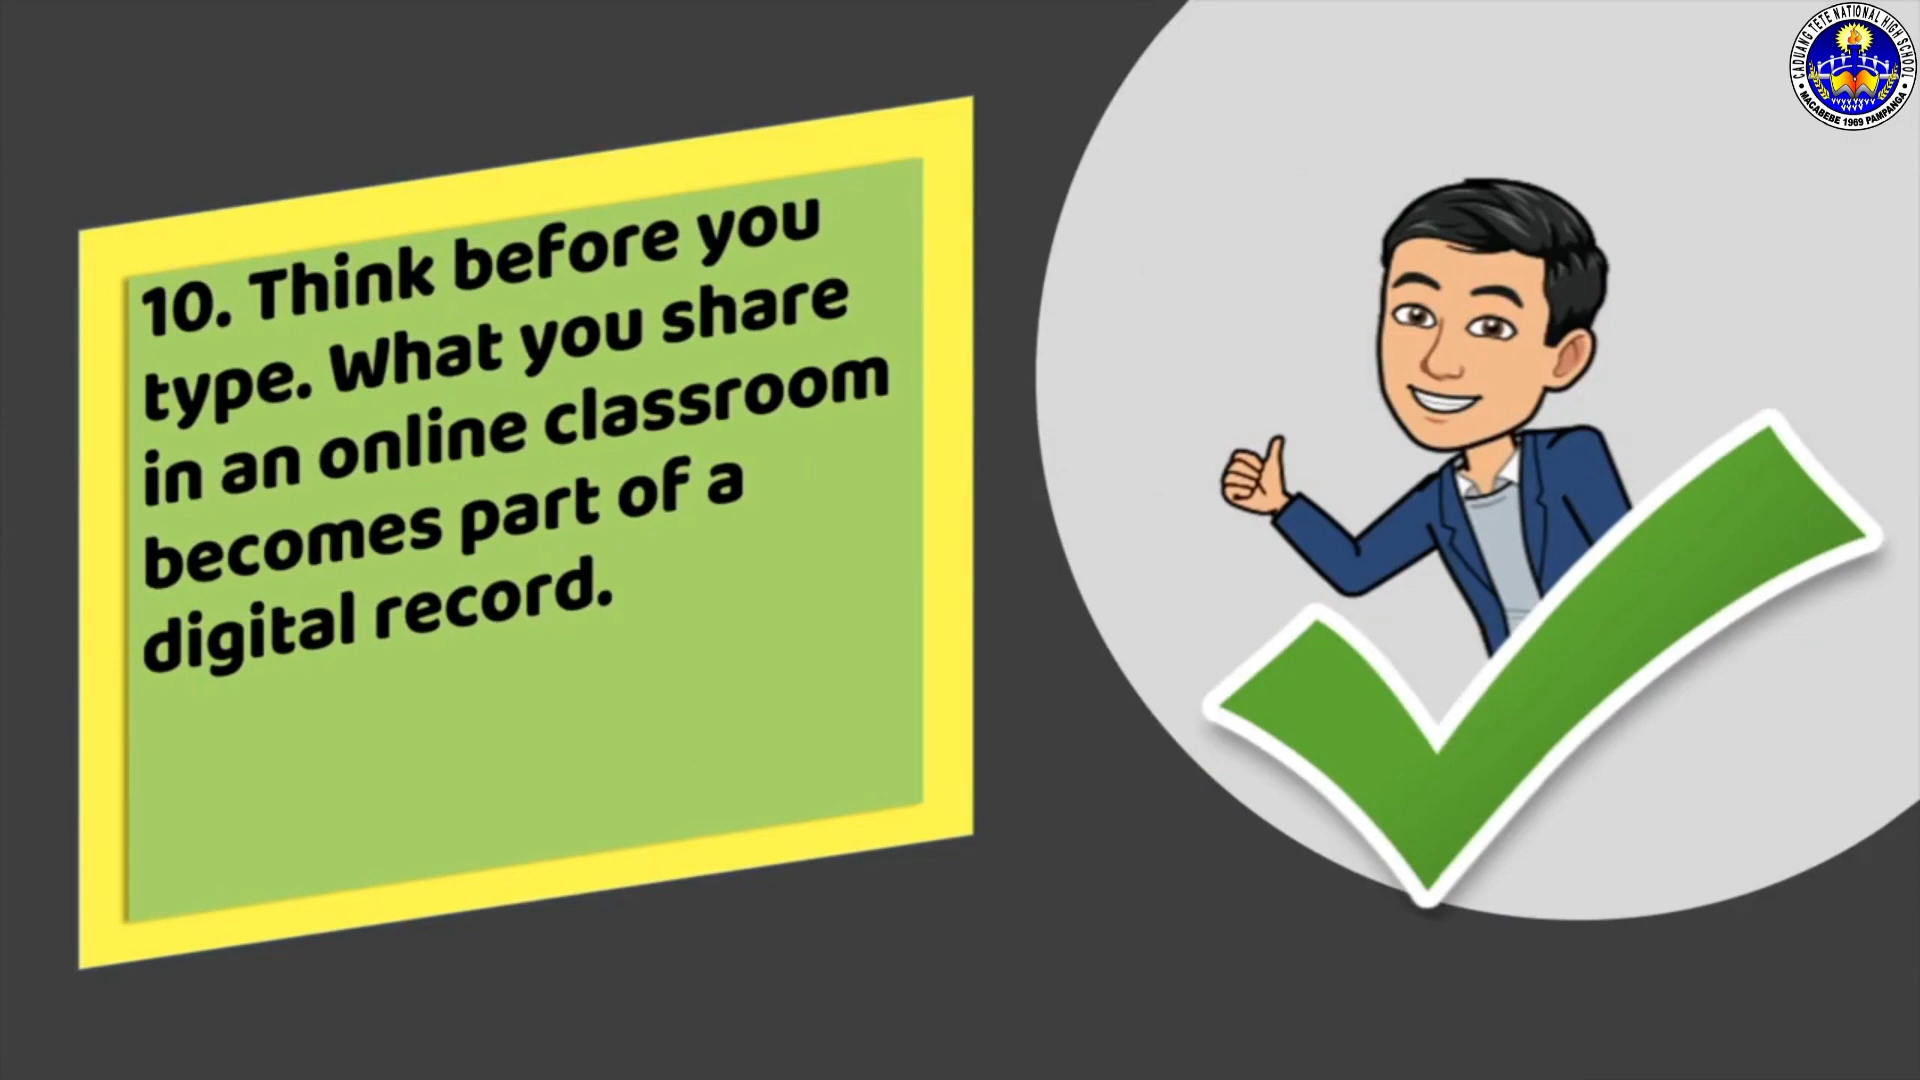 10. Think before you
type. What you share
in an online classroom
becomes part of a
digital record.
CADUANG TETE NATIONAL HIGH SCHOOL
MACABEBE 1969 PAMPANGA